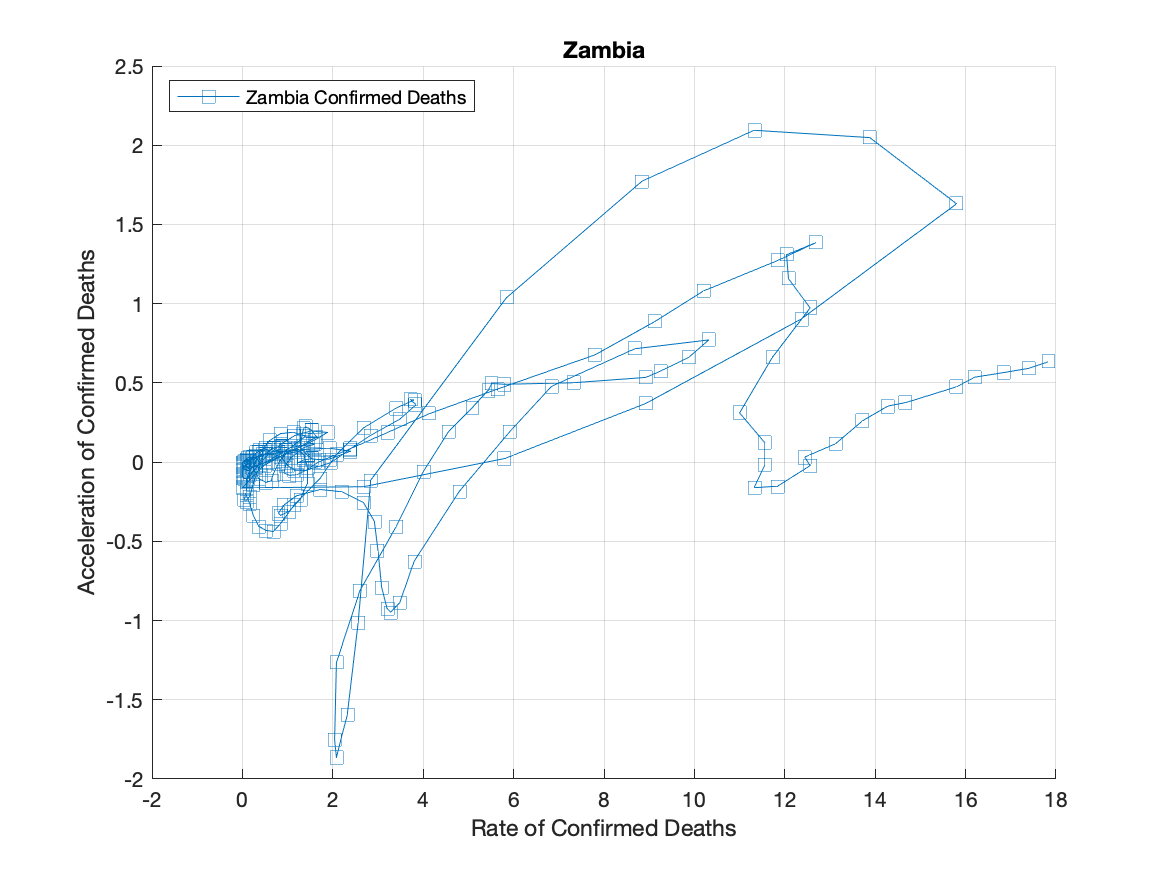 Zambia
Zambia Confirmed Deaths
2.5
2
1.5
1
0.5
0
-0.5
-1
-1.5
-2
Acceleration of Confirmed Deaths
-2 0 2 4 6 8 10 12 14 16 18
Rate of Confirmed Deaths